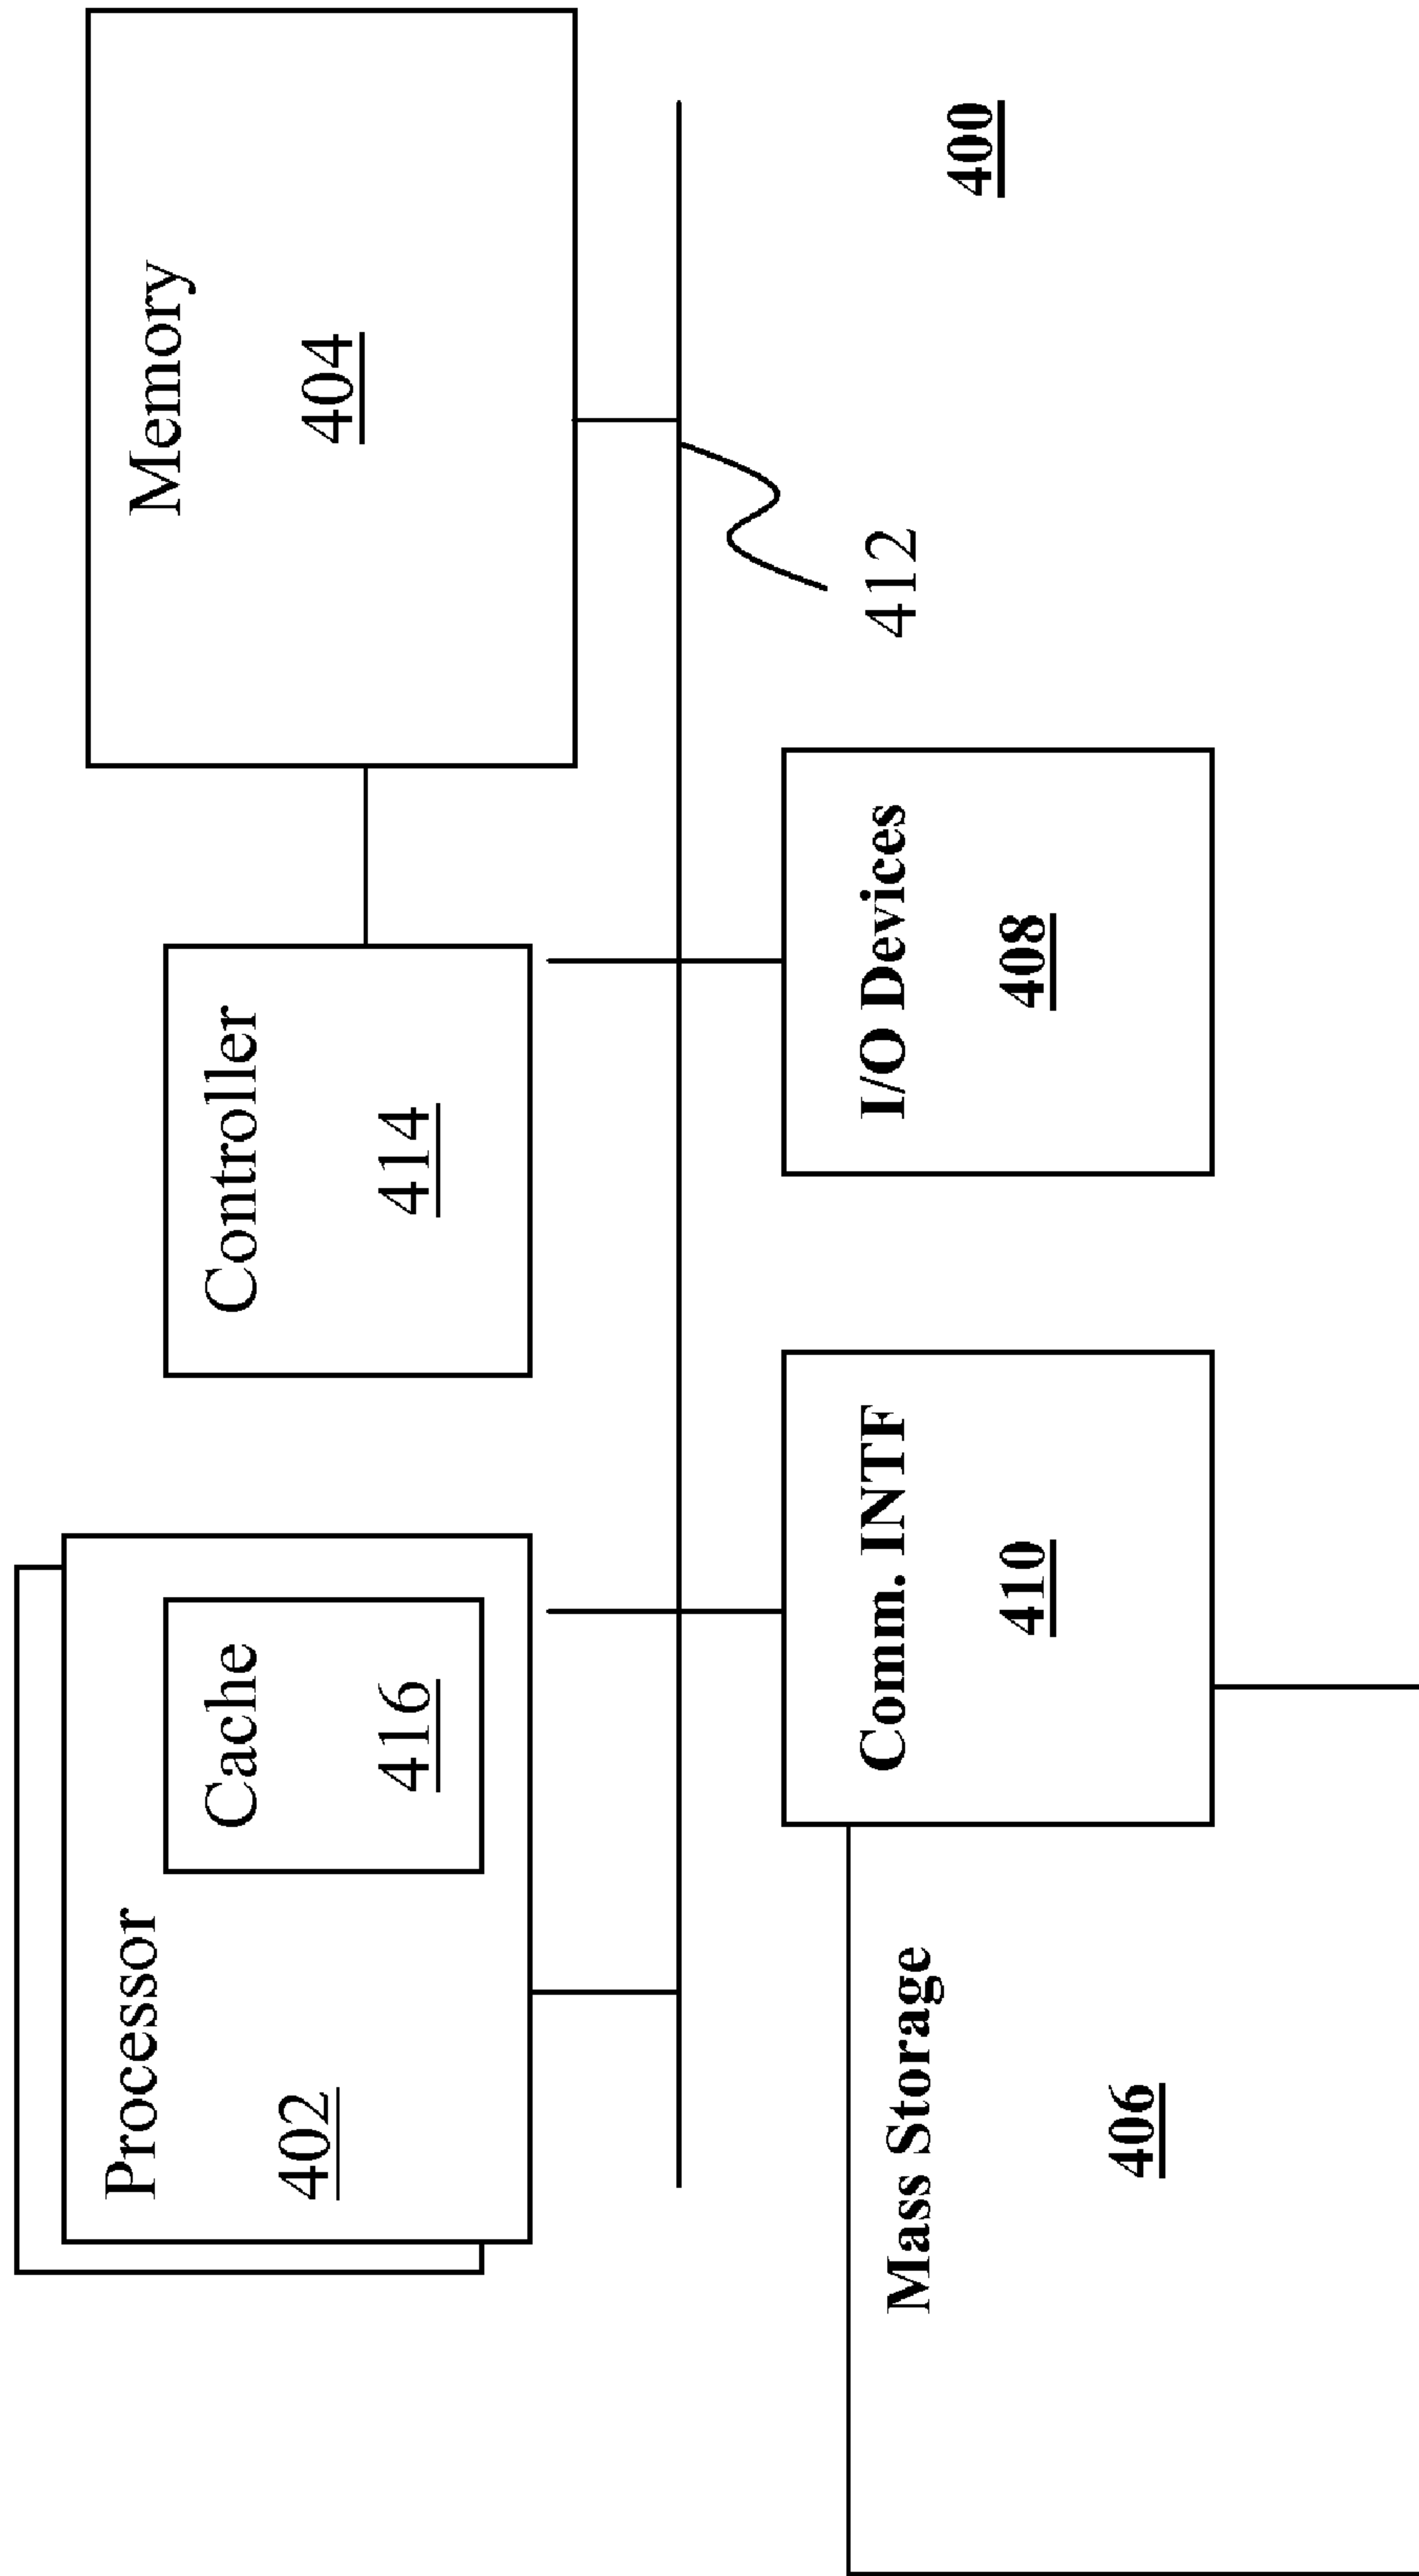 Processor
402
Cache
416
Controller
414
Memory
404
412
Mass Storage
406
Comm. INTF
410
I/O Devices
408
400